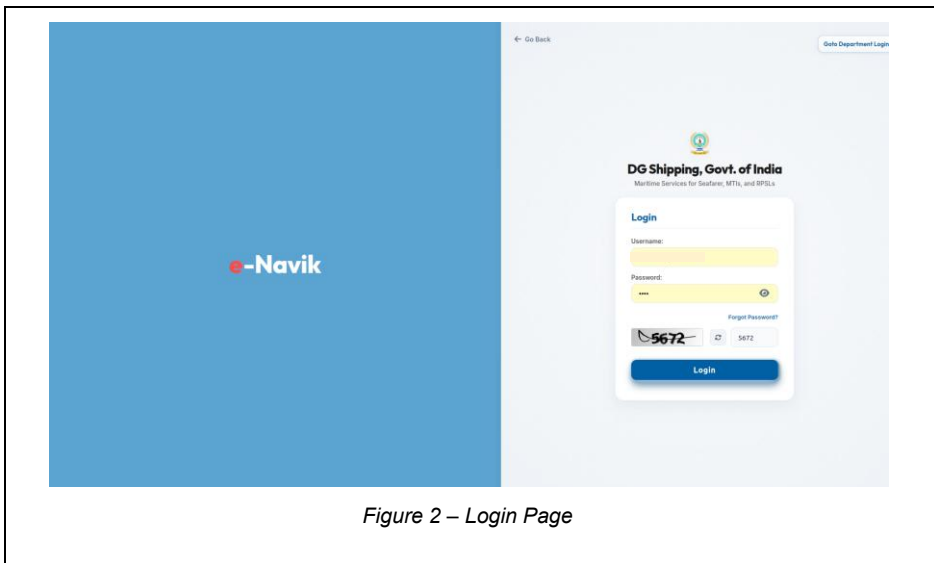 ← Go Back
Goto Department Login
DG Shipping, Govt. of India
Maritime Services for Seafarer, MTIs, and RPSLs
Login
Username:
e-Navik
Password:
••••
Forgot Password?
5672
5672
Login
Figure 2 – Login Page